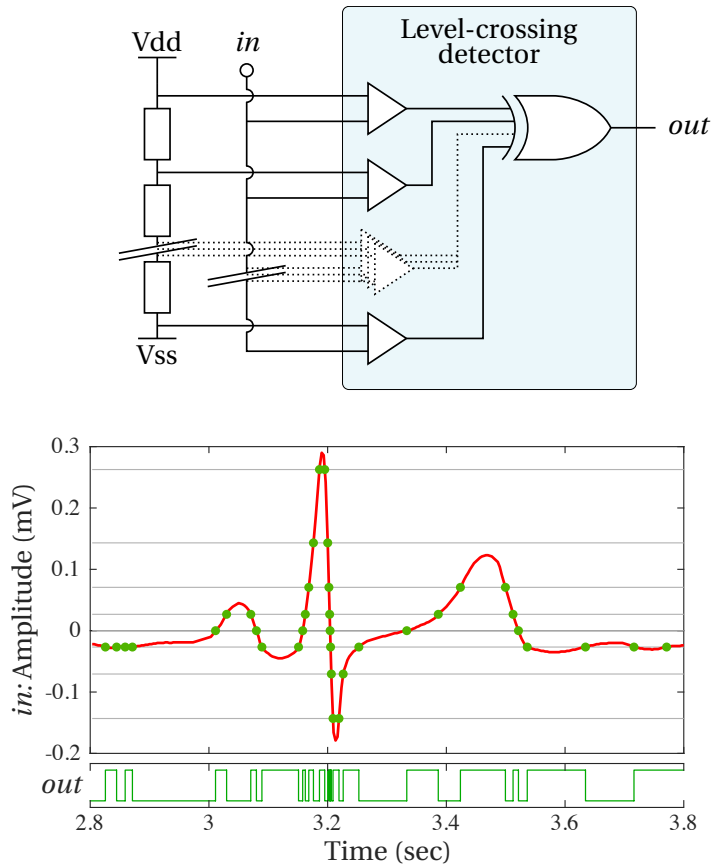 Vdd
in
Level-crossing
detector
out
Vss
in: Amplitude (mV)
0.3
0.2
0.1
0
-0.1
-0.2
out
2.8 3 3.2 3.4 3.6 3.8
Time (sec)